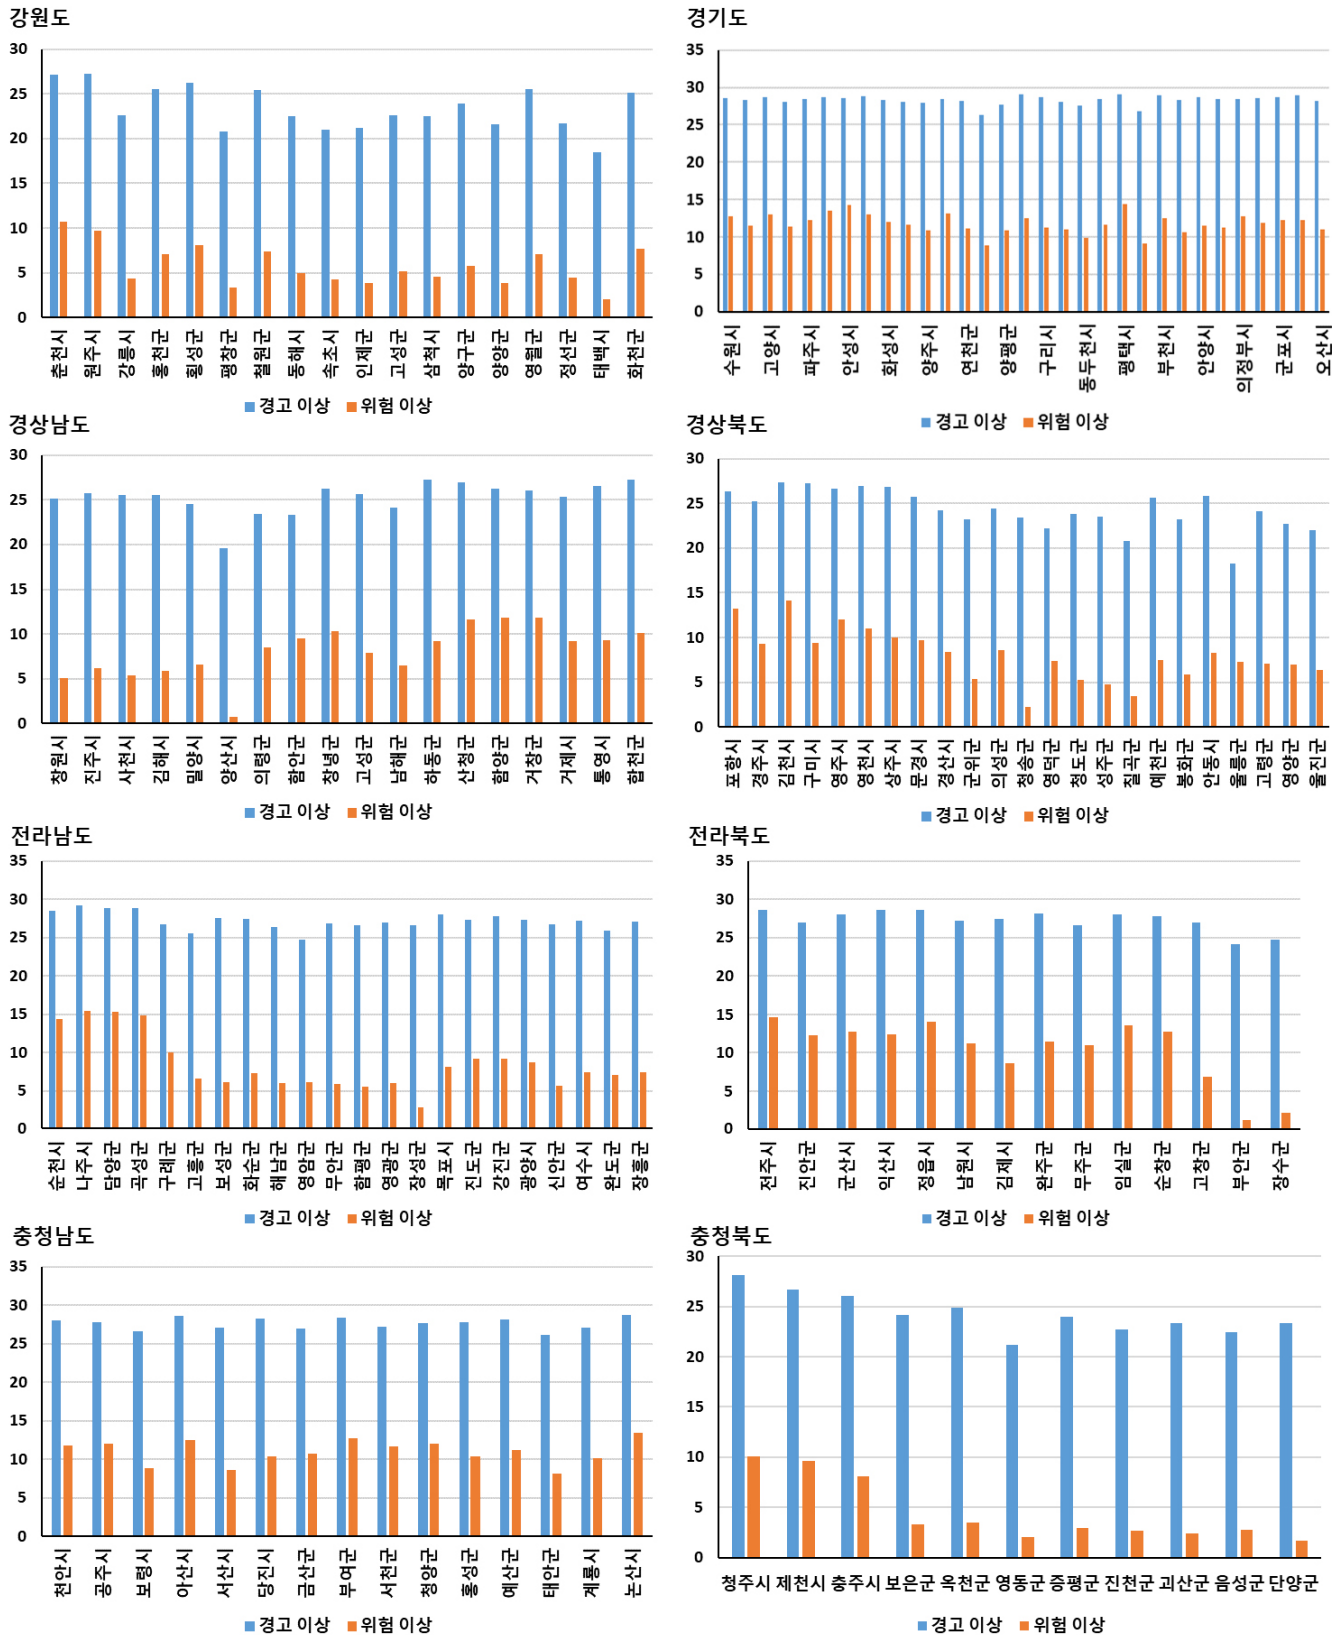 강원도
30
25
20
15
10
5
0
춘천시 원주시 강릉시 홍천군 횡성군 평창군 철원군 동해시 속초시 인제군 고성군 삼척시 양구군 양양군 영월군 정선군 태백시 화천군
경고 이상 위험 이상
경기도
35
30
25
20
15
10
5
0
수원시 고양시 파주시 안성시 화성시 양주시 연천군 양평군 구리시 동두천시 평택시 부천시 안양시 의정부시 군포시 오산시
경고 이상 위험 이상
경상남도
30
25
20
15
10
5
0
창원시 진주시 사천시 김해시 밀양시 양산시 의령군 함안군 창녕군 고성군 남해군 하동군 산청군 함양군 거창군 거제시 통영시 합천군
경고 이상 위험 이상
경상북도
30
25
20
15
10
5
0
포항시 경주시 김천시 구미시 영주시 영천시 상주시 문경시 경산시 군위군 의성군 청송군 영덕군 청도군 성주군 칠곡군 예천군 봉화군 안동시 울릉군 고령군 영양군 울진군
경고 이상 위험 이상
전라남도
35
30
25
20
15
10
5
0
순천시 나주시 담양군 곡성군 구례군 고흥군 보성군 화순군 해남군 영암군 무안군 함평군 영광군 장성군 목포시 진도군 강진군 광양시 신안군 여수시 완도군 장흥군
경고 이상 위험 이상
전라북도
35
30
25
20
15
10
5
0
전주시 진안군 군산시 익산시 정읍시 남원시 김제시 완주군 무주군 임실군 순창군 고창군 부안군 장수군
경고 이상 위험 이상
충청남도
35
30
25
20
15
10
5
0
천안시 공주시 보령시 아산시 서산시 당진시 금산군 부여군 서천군 청양군 홍성군 예산군 태안군 계룡시 논산시
경고 이상 위험 이상
충청북도
30
25
20
15
10
5
0
청주시 제천시 충주시 보은군 옥천군 영동군 증평군 진천군 괴산군 음성군 단양군
경고 이상 위험 이상